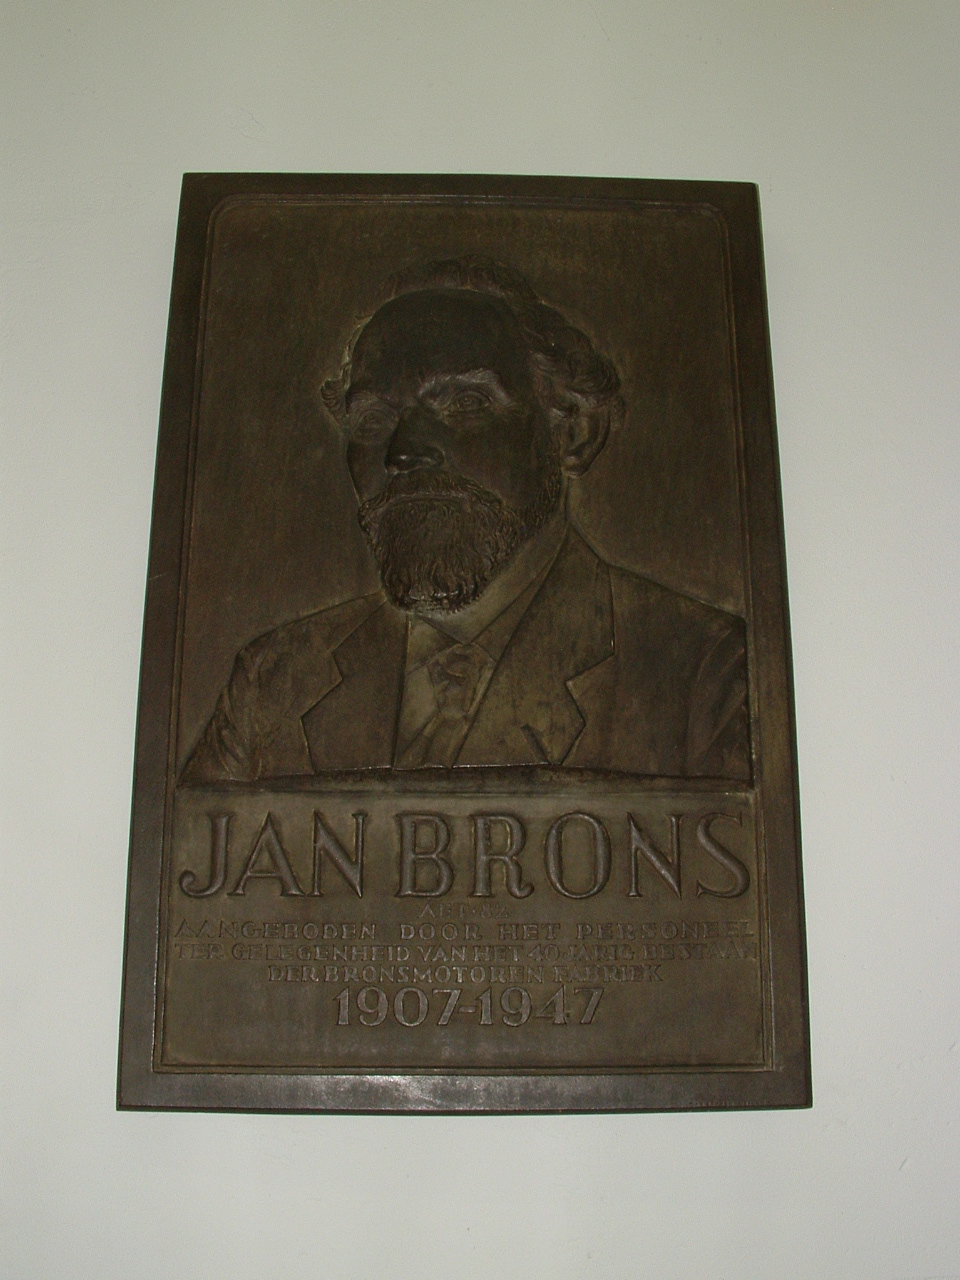 JAN BRONS
AANGEBODEN DOOR HET PERSONEEL
TER GELEGENHEID VAN HET 40-JARIG BESTAAN
DER BRONSMOTOREN FABRIEK
1907-1947